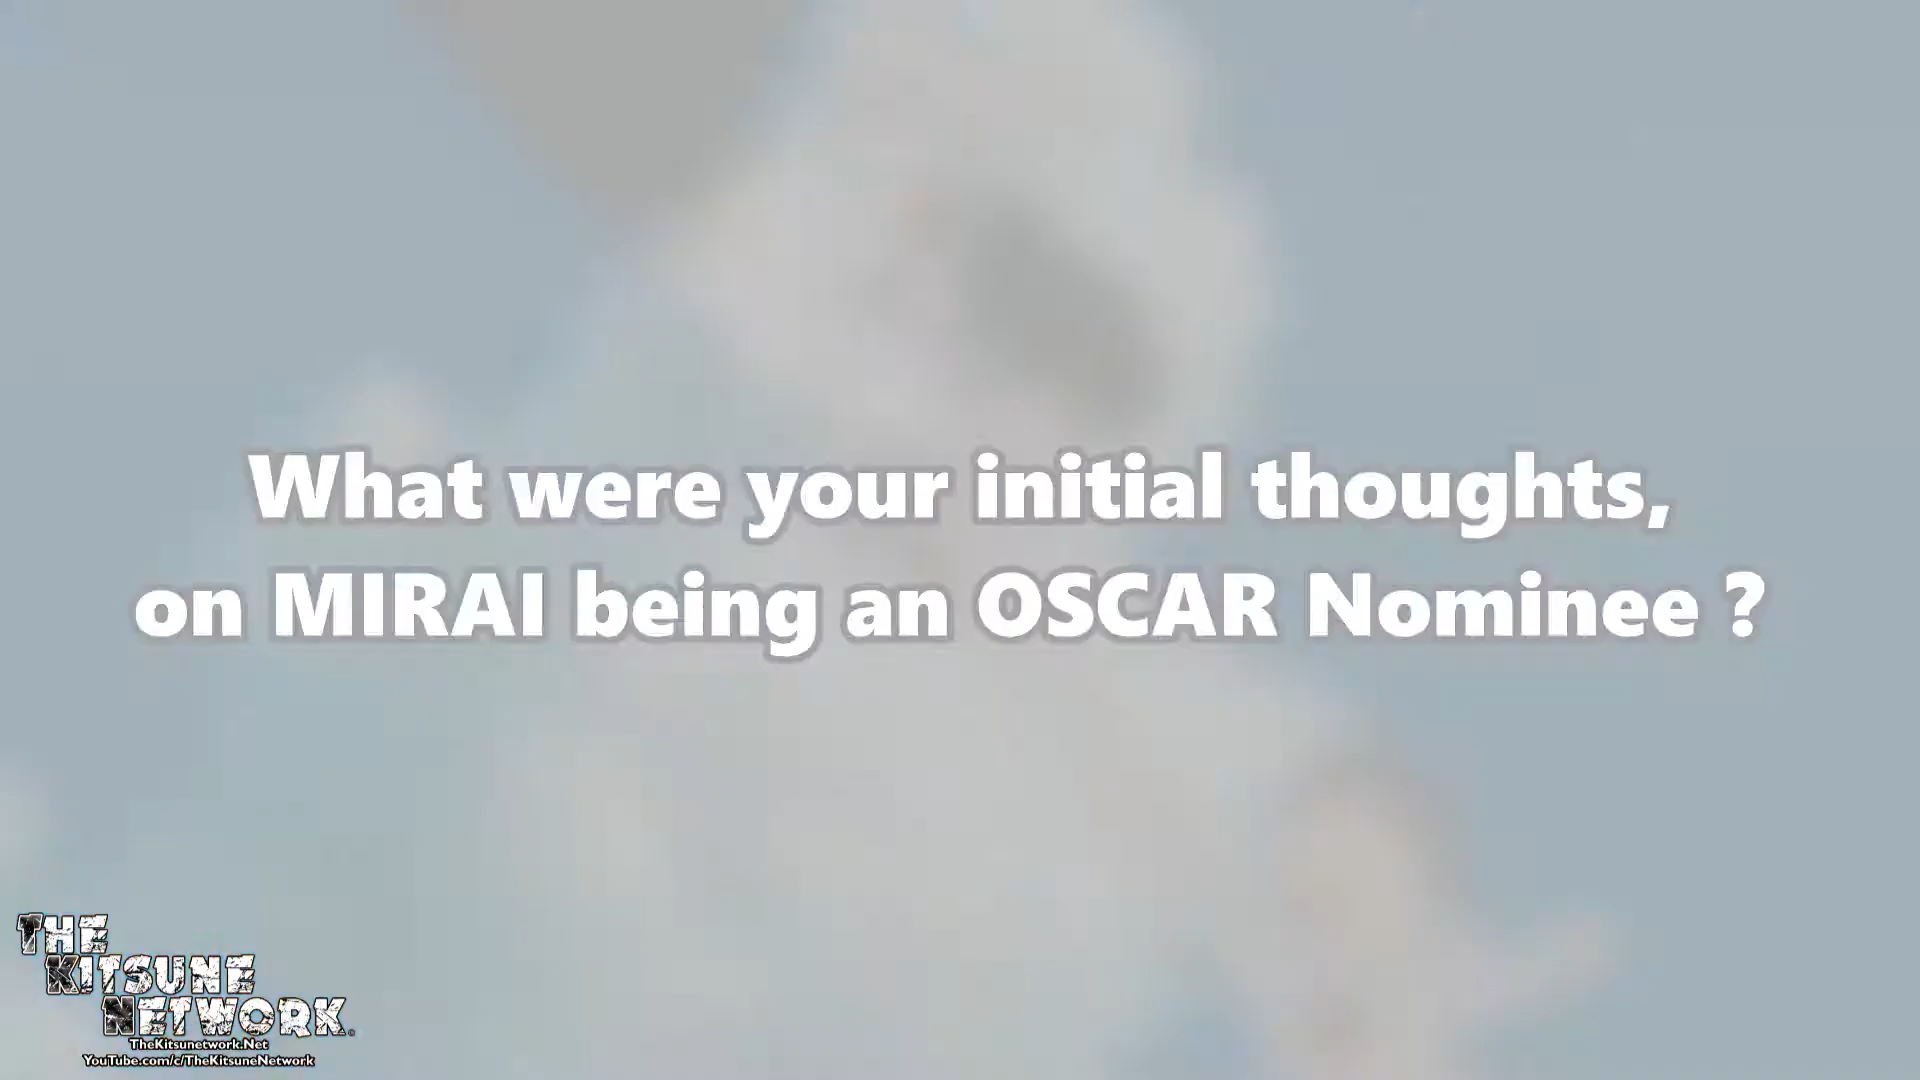 What were your initial thoughts,
on MIRAI being an OSCAR Nominee ?
THE
KITSUNE
NETWORK.
TheKitsunetwork.Net
YouTube.com/c/TheKitsuneNetwork